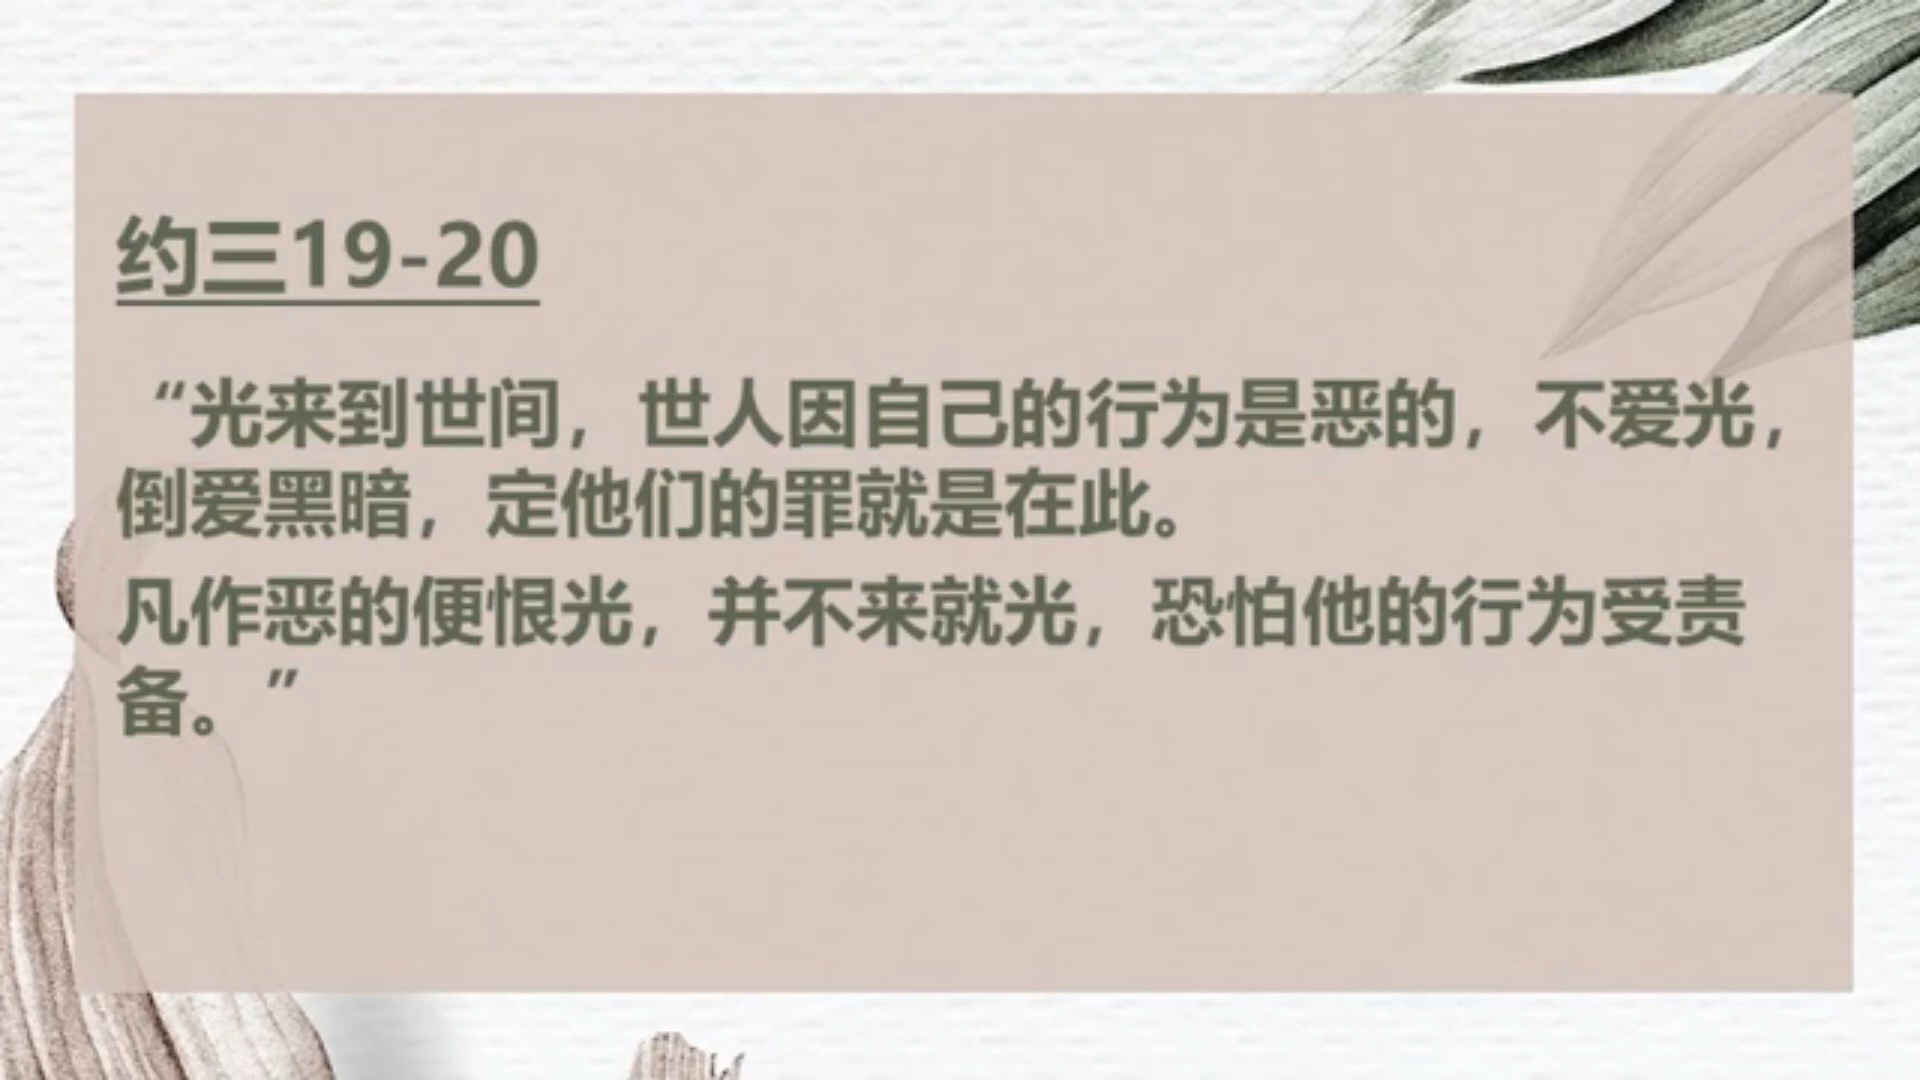 约三19-20
“光来到世间，世人因自己的行为是恶的，不爱光，
倒爱黑暗，定他们的罪就是在此。
凡作恶的便恨光，并不来就光，恐怕他的行为受责
备。”